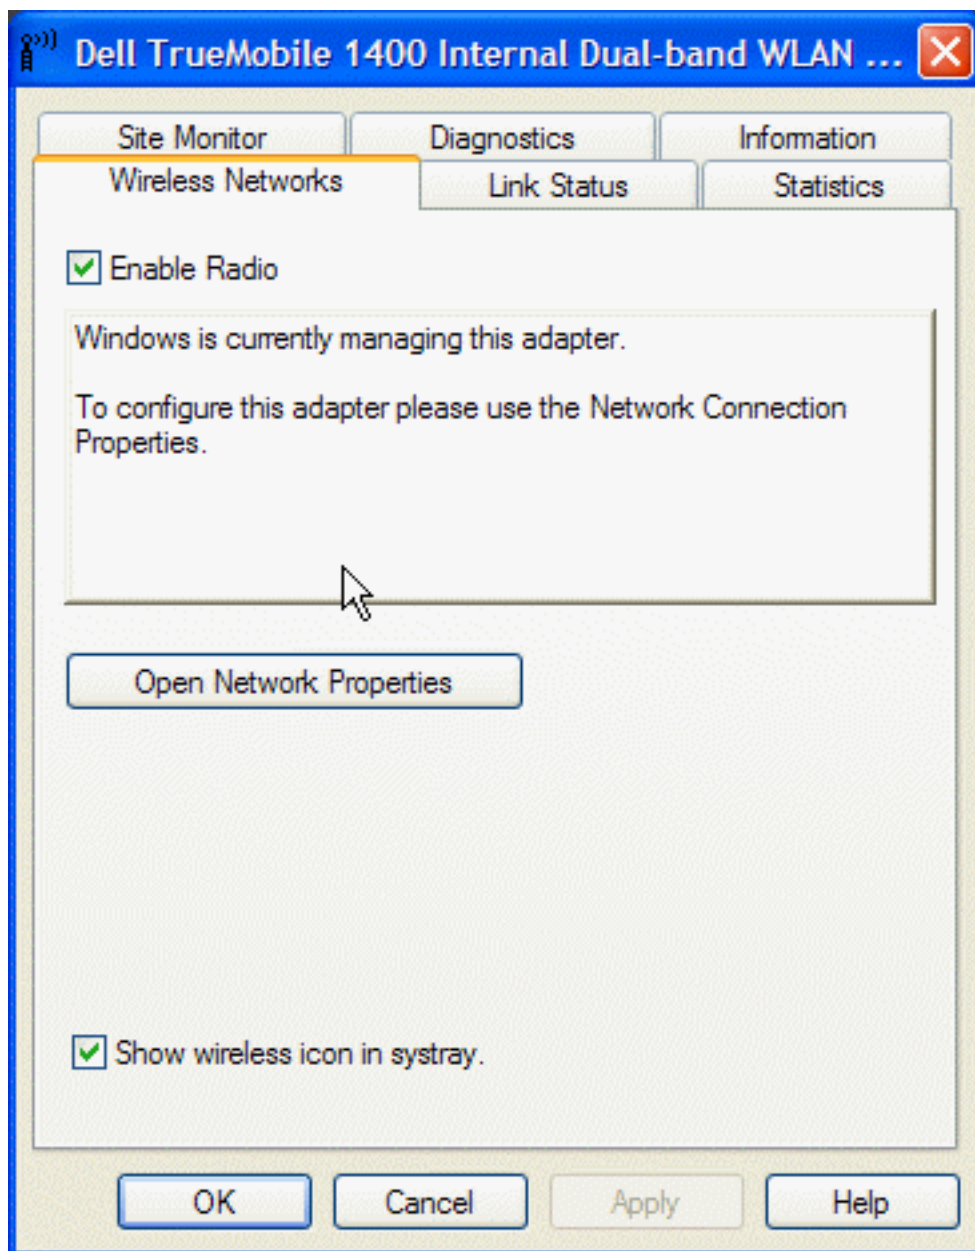 Dell TrueMobile 1400 Internal Dual-band WLAN ...
Site Monitor
Diagnostics
Information
Wireless Networks
Link Status
Statistics
Enable Radio
Windows is currently managing this adapter.
To configure this adapter please use the Network Connection
Properties.
Open Network Properties
Show wireless icon in systray.
OK
Cancel
Apply
Help